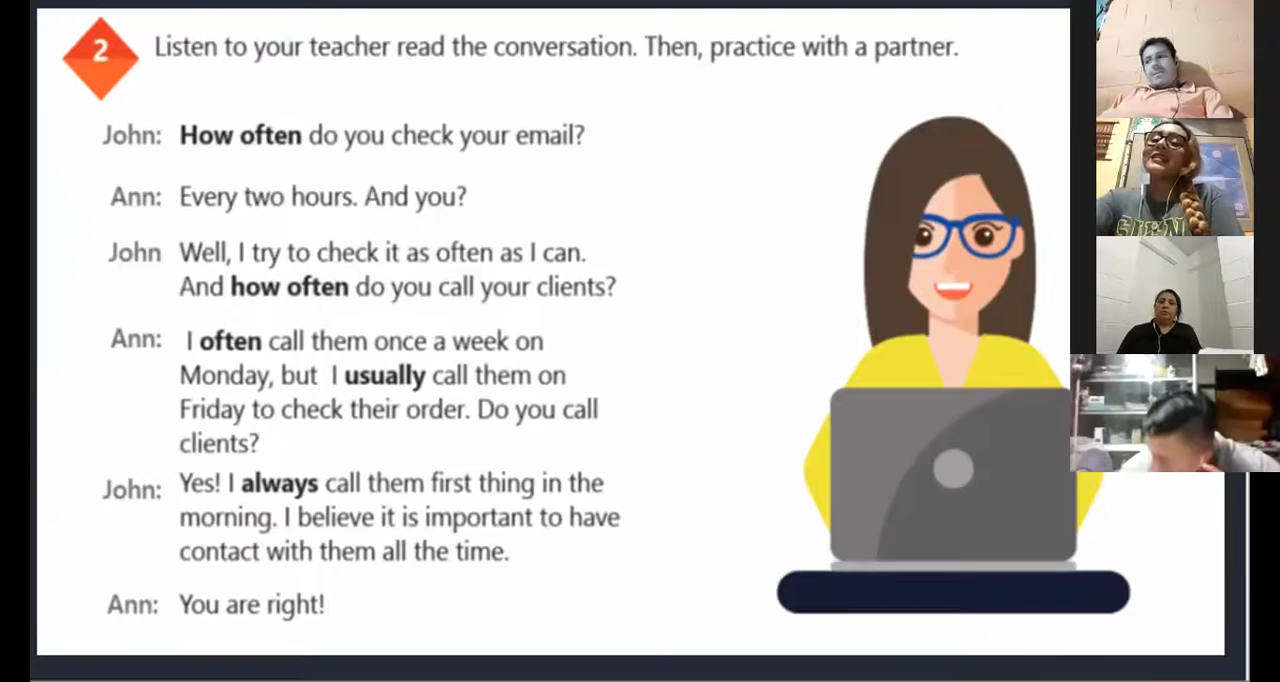 2 Listen to your teacher read the conversation. Then, practice with a partner.
John: How often do you check your email?
Ann: Every two hours. And you?
John Well, I try to check it as often as I can.
And how often do you call your clients?
Ann: I often call them once a week on
Monday, but I usually call them on
Friday to check their order. Do you call
clients?
John: Yes! I always call them first thing in the
morning. I believe it is important to have
contact with them all the time.
Ann: You are right!